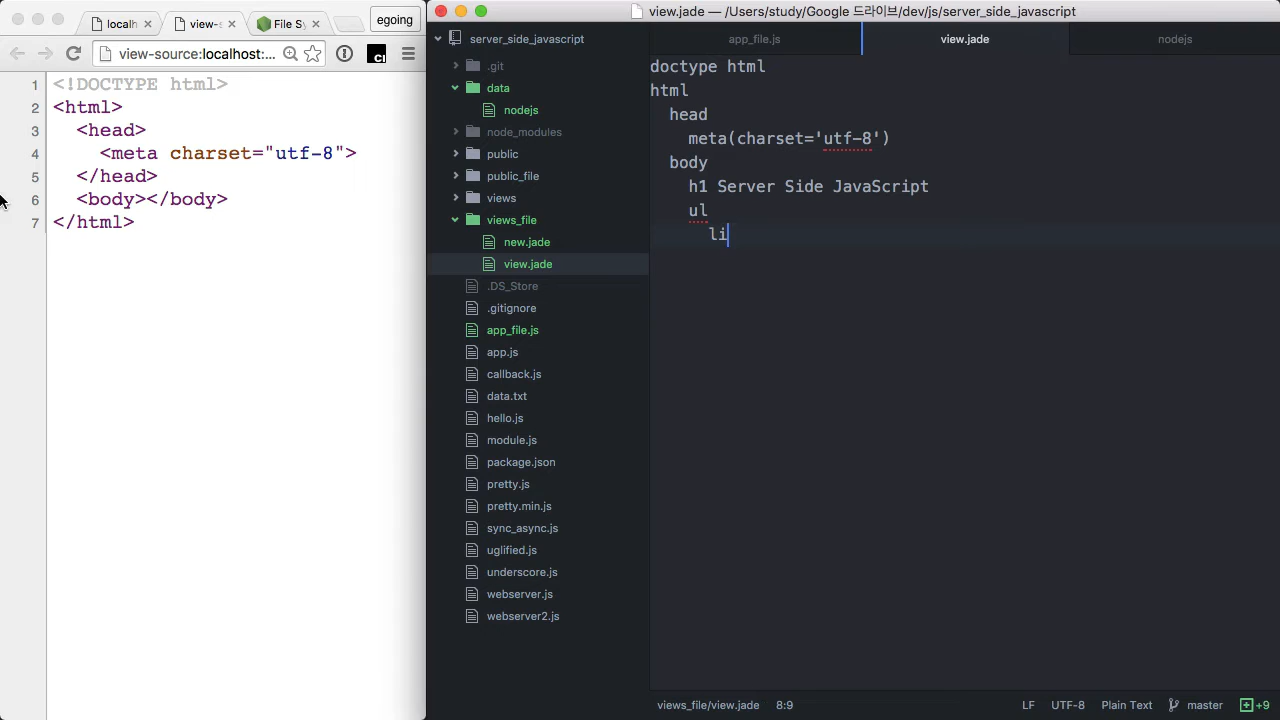 localh
view-s
File Sy
egoing
view-source:localhost:...
1 <!DOCTYPE html>
2 <html>
3 <head>
4 <meta charset="utf-8">
5 </head>
6 <body></body>
7 </html>
view.jade — /Users/study/Google 드라이브/dev/js/server_side_javascript
server_side_javascript
.git
data
nodejs
node_modules
public
public_file
views
views_file
new.jade
view.jade
.DS_Store
.gitignore
app_file.js
app.js
callback.js
data.txt
hello.js
module.js
package.json
pretty.js
pretty.min.js
sync_async.js
uglified.js
underscore.js
webserver.js
webserver2.js
app_file.js
view.jade
nodejs
doctype html
html
head
meta(charset='utf-8')
body
h1 Server Side JavaScript
ul
li
views_file/view.jade 8:9
LF UTF-8 Plain Text master +9